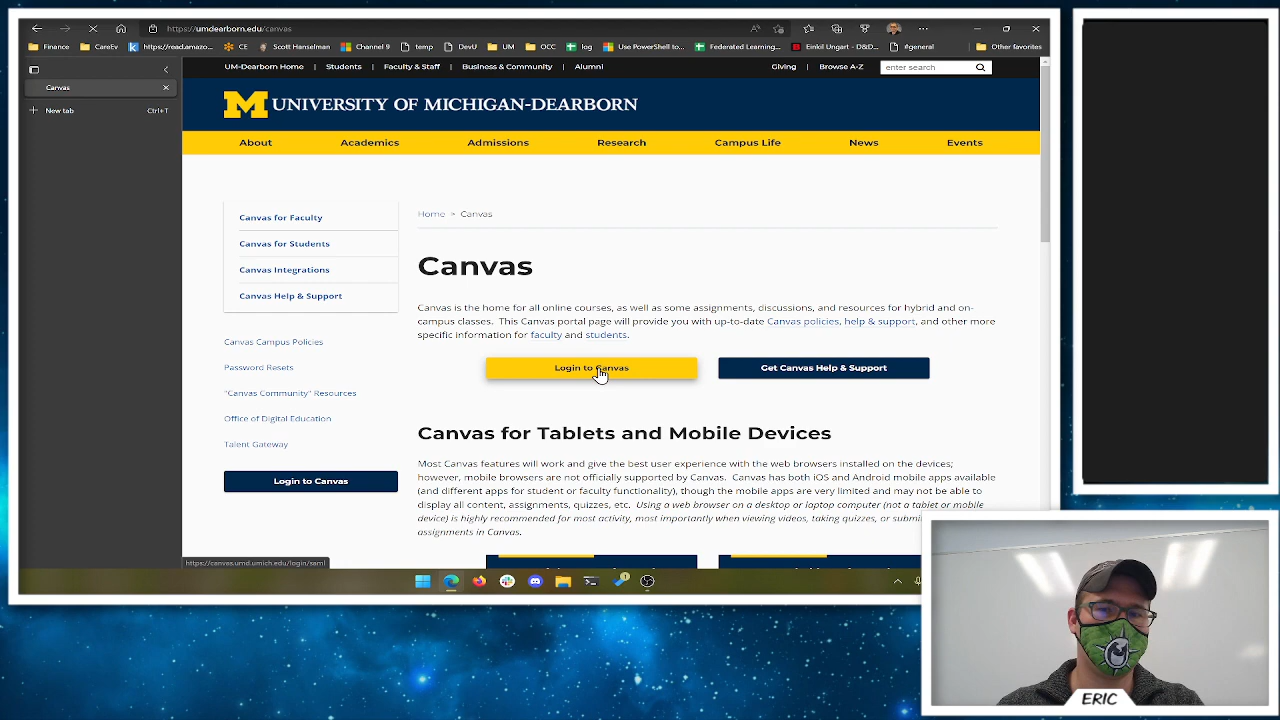 https://umdearborn.edu/canvas
Finance
CareEv
https://read.amazo...
CE
Scott Hanselman
Channel 9
temp
DevU
UM
OCC
log
Use PowerShell to...
Federated Learning...
Einkil Ungart - D&D...
#general
Other favorites
Canvas
New tab
Ctrl+T
UM-Dearborn Home
Students
Faculty & Staff
Business & Community
Alumni
Giving
Browse A-Z
enter search
M UNIVERSITY OF MICHIGAN-DEARBORN
About
Academics
Admissions
Research
Campus Life
News
Events
Canvas for Faculty
Canvas for Students
Canvas Integrations
Canvas Help & Support
Canvas Campus Policies
Password Resets
"Canvas Community" Resources
Office of Digital Education
Talent Gateway
Login to Canvas
Home > Canvas
Canvas
Canvas is the home for all online courses, as well as some assignments, discussions, and resources for hybrid and on-
campus classes. This Canvas portal page will provide you with up-to-date Canvas policies, help & support, and other more
specific information for faculty and students.
Login to Canvas
Get Canvas Help & Support
Canvas for Tablets and Mobile Devices
Most Canvas features will work and give the best user experience with the web browsers installed on the devices;
however, mobile browsers are not officially supported by Canvas. Canvas has both iOS and Android mobile apps available
(and different apps for student or faculty functionality), though the mobile apps are very limited and may not be able to
display all content, assignments, quizzes, etc. Using a web browser on a desktop or laptop computer (not a tablet or mobile
device) is highly recommended for most activity, most importantly when viewing videos, taking quizzes, or
assignments in Canvas.
https://canvas.umd.umich.edu/login/saml
ERIC